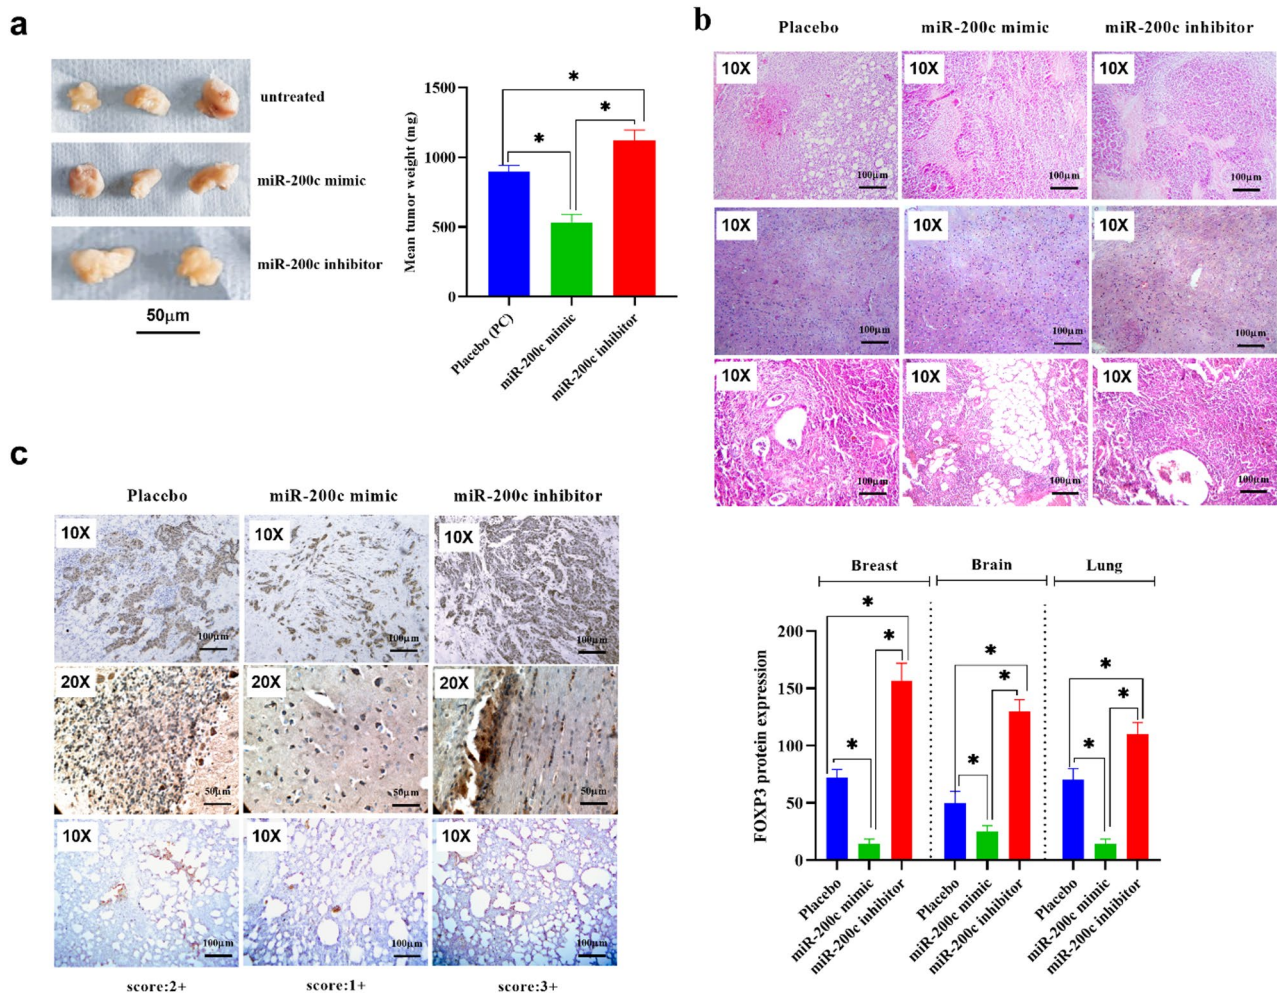 a
untreated
miR-200c mimic
miR-200c inhibitor
50μm
Mean tumor weight (mg)
1500
1000
500
0
*
*
*
Placebo (PC)
miR-200c mimic
miR-200c inhibitor
b
Placebo miR-200c mimic miR-200c inhibitor
10X 10X 10X
100μm 100μm 100μm
10X 10X 10X
100μm 100μm 100μm
10X 10X 10X
100μm 100μm 100μm
c
Placebo miR-200c mimic miR-200c inhibitor
10X 10X 10X
100μm 100μm 100μm
20X 20X 20X
50μm 50μm 50μm
10X 10X 10X
100μm 100μm 100μm
score:2+ score:1+ score:3+
Breast Brain Lung
FOXP3 protein expression
200
150
100
50
0
* * *
* * *
* * *
Placebo
miR-200c mimic
miR-200c inhibitor
Placebo
miR-200c mimic
miR-200c inhibitor
Placebo
miR-200c mimic
miR-200c inhibitor